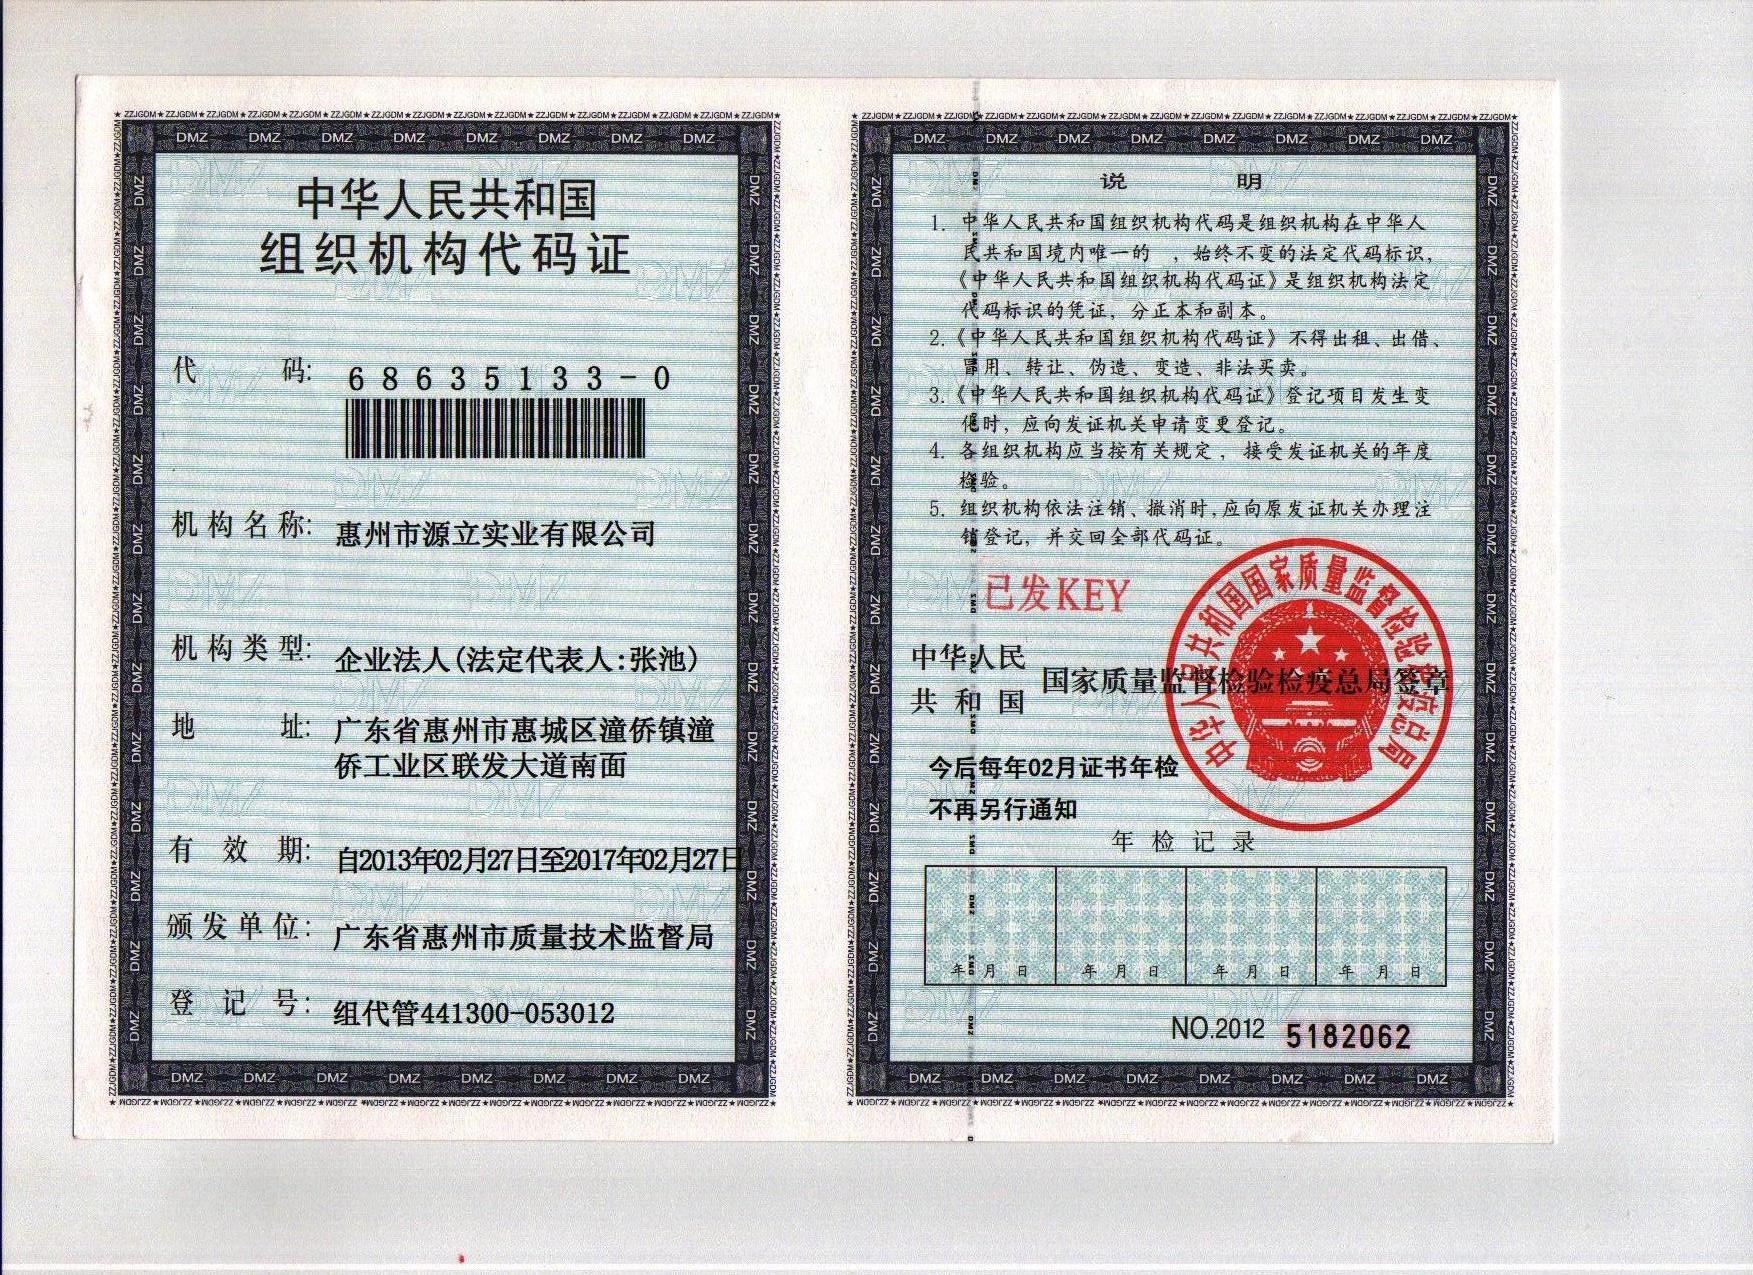 中华人民共和国
组织机构代码证
代 码: 68635133-0
机构名称: 惠州市源立实业有限公司
机构类型: 企业法人(法定代表人:张池)
地 址: 广东省惠州市惠城区潼侨镇潼
侨工业区联发大道南面
有 效 期: 自2013年02月27日至2017年02月27日
颁发单位: 广东省惠州市质量技术监督局
登 记 号: 组代管441300-053012
说 明
1. 中华人民共和国组织机构代码是组织机构在中华人
民共和国境内唯一的 ,始终不变的法定代码标识,
《中华人民共和国组织机构代码证》是组织机构法定
代码标识的凭证,分正本和副本。
2.《中华人民共和国组织机构代码证》不得出租、出借、
冒用、转让、伪造、变造、非法买卖。
3.《中华人民共和国组织机构代码证》登记项目发生变
化时,应向发证机关申请变更登记。
4. 各组织机构应当按有关规定,接受发证机关的年度
检验。
5. 组织机构依法注销、撤消时,应向原发证机关办理注
销登记,并交回全部代码证。
已发KEY
中华人民共和国国家质量监督检验检疫总局
中华人民
共和国 国家质量监督检验检疫总局签章
今后每年02月证书年检
不再另行通知
年检记录
年 月 日 年 月 日 年 月 日 年 月 日
NO.2012 5182062